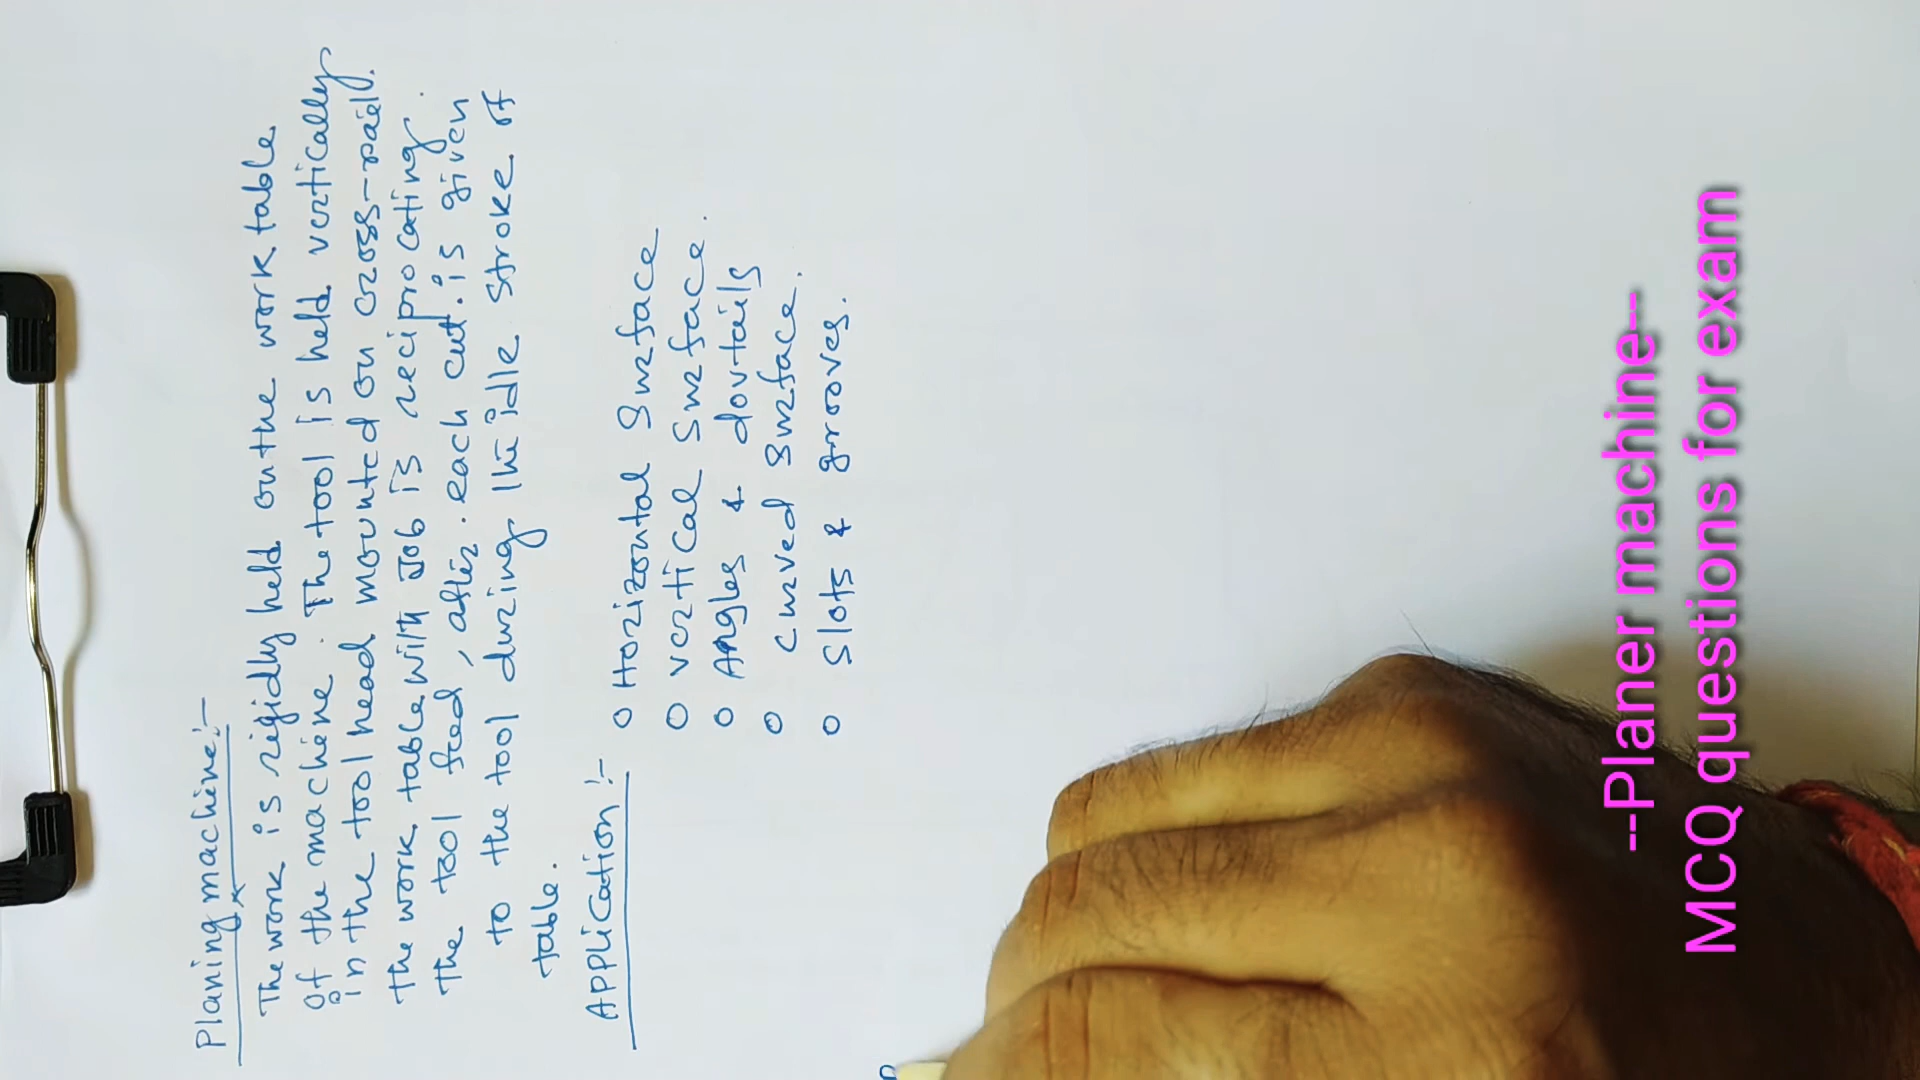 Planing machine:-
The work is rigidly held on the work table
of the machine. The tool is held vertically
in the tool head mounted on cross-rail.
The work table with Job is reciprocating.
The tool feed, after each cut is given
to the tool during the idle stroke of
table.
Application:-
o Horizontal Surface
o vertical Surface.
o Angles & dovtails
o curved Surface.
o Slots & grooves.
--Planer machine--
MCQ questions for exam